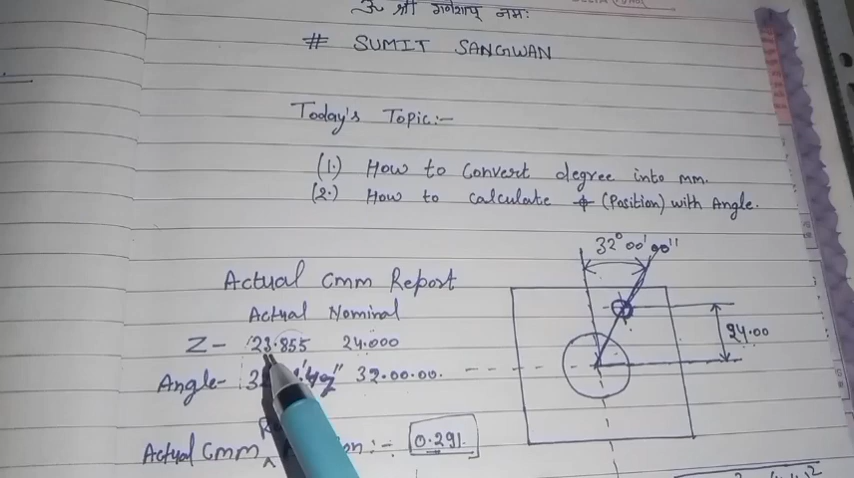 ॐ श्री गणेशाय नमः
# SUMIT SANGWAN
Today's Topic:-
(1.) How to Convert degree into mm.
(2.) How to calculate ⌖ (Position) with Angle.
32°00'00"
Actual Cmm Report
Actual Nominal
Z- 23.855 24.000
24.00
Angle- 32.00.00.
Actual Cmm :- 0.291